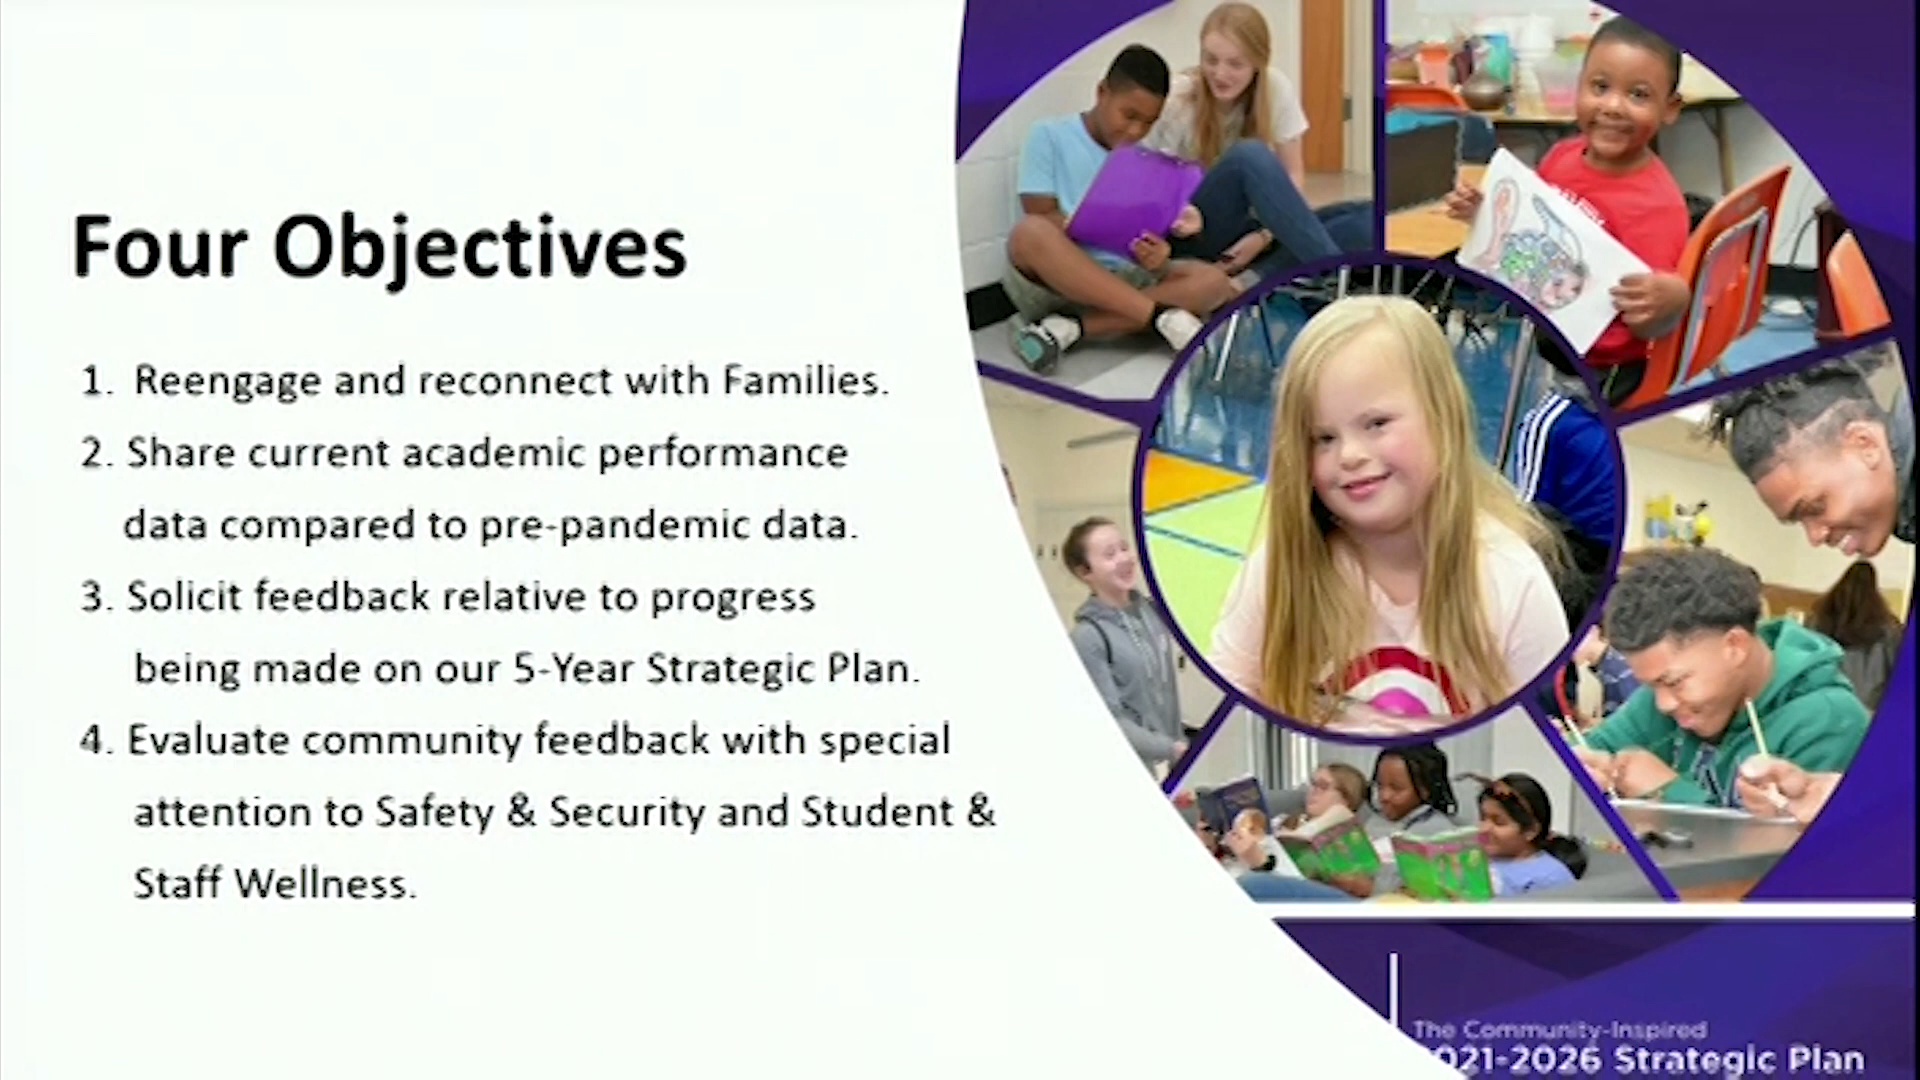 Four Objectives
1. Reengage and reconnect with Families.
2. Share current academic performance
data compared to pre-pandemic data.
3. Solicit feedback relative to progress
being made on our 5-Year Strategic Plan.
4. Evaluate community feedback with special
attention to Safety & Security and Student &
Staff Wellness.
The Community-Inspired
2021-2026 Strategic Plan